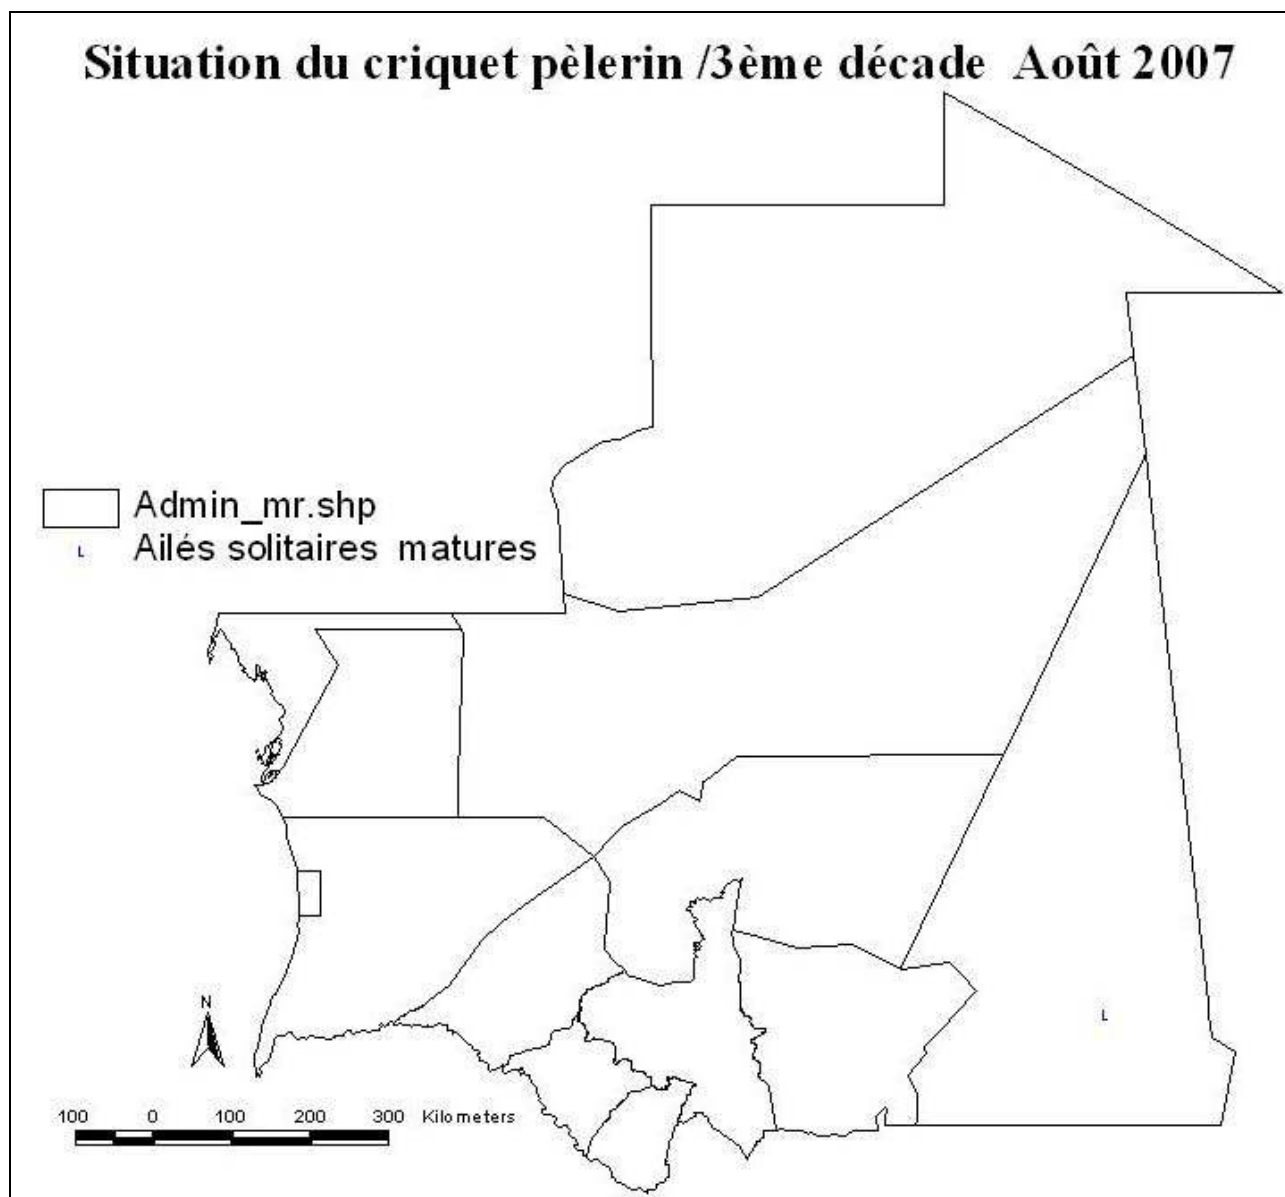 Situation du criquet pèlerin /3ème décade Août 2007
Admin_mr.shp
L Ailés solitaires matures
L
N
100 0 100 200 300 Kilometers